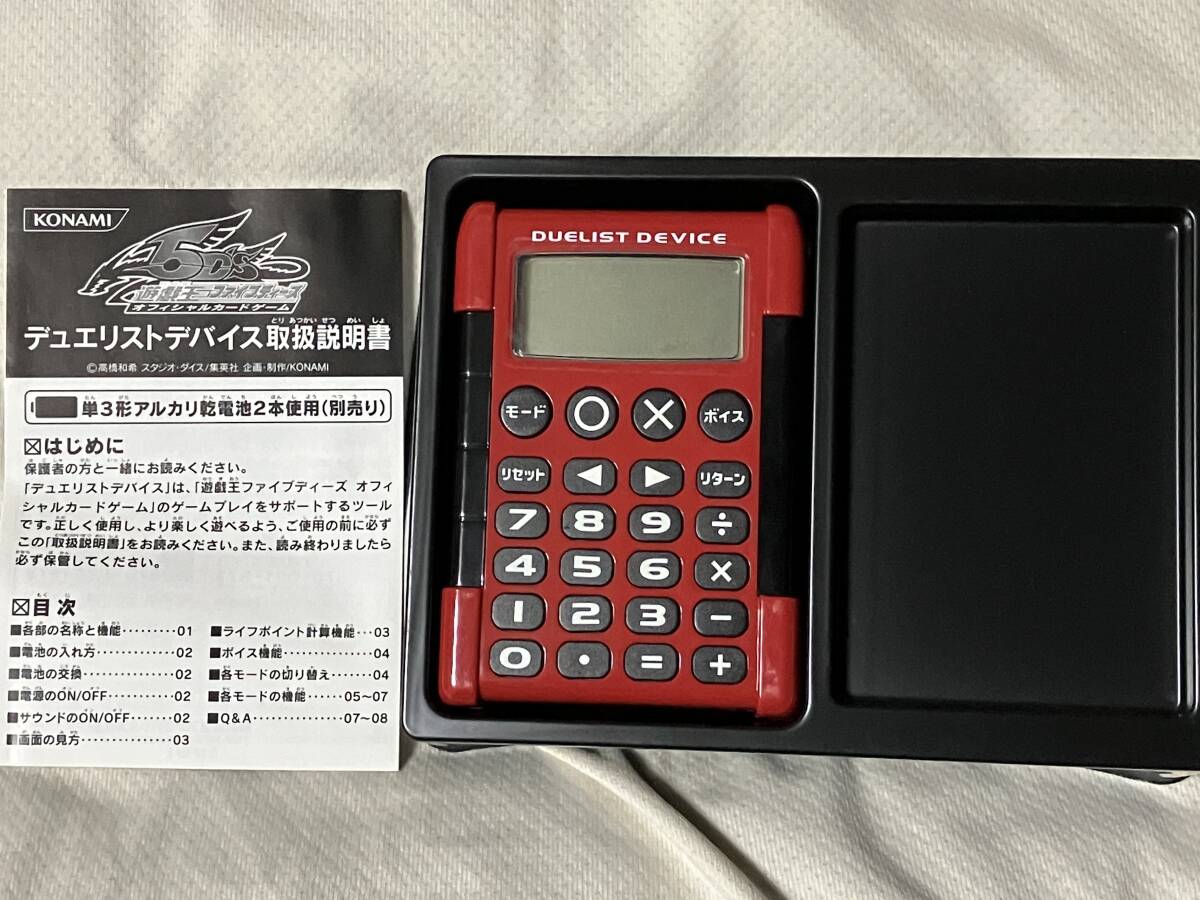 KONAMI
5D's
遊戯王ファイブディーズ
オフィシャルカードゲーム
デュエリストデバイス取扱説明書
©高橋和希 スタジオ・ダイス/集英社 企画・制作/KONAMI
単3形アルカリ乾電池2本使用(別売り)
はじめに
保護者の方と一緒にお読みください。
「デュエリストデバイス」は、「遊戯王ファイブディーズ オフィ
シャルカードゲーム」のゲームプレイをサポートするツール
です。正しく使用し、より楽しく遊べるよう、ご使用の前に必ず
この「取扱説明書」をお読みください。また、読み終わりましたら
必ず保管してください。
目次
■各部の名称と機能………01
■電池の入れ方…………02
■電池の交換……………02
■電源のON/OFF………02
■サウンドのON/OFF……02
■画面の見方……………03
■ライフポイント計算機能…03
■ボイス機能……………04
■各モードの切り替え……04
■各モードの機能……05〜07
■Q&A……………07〜08
DUELIST DEVICE
モード ○ × ボイス
リセット ◀ ▶ リターン
7 8 9 ÷
4 5 6 ×
1 2 3 −
0 • = +